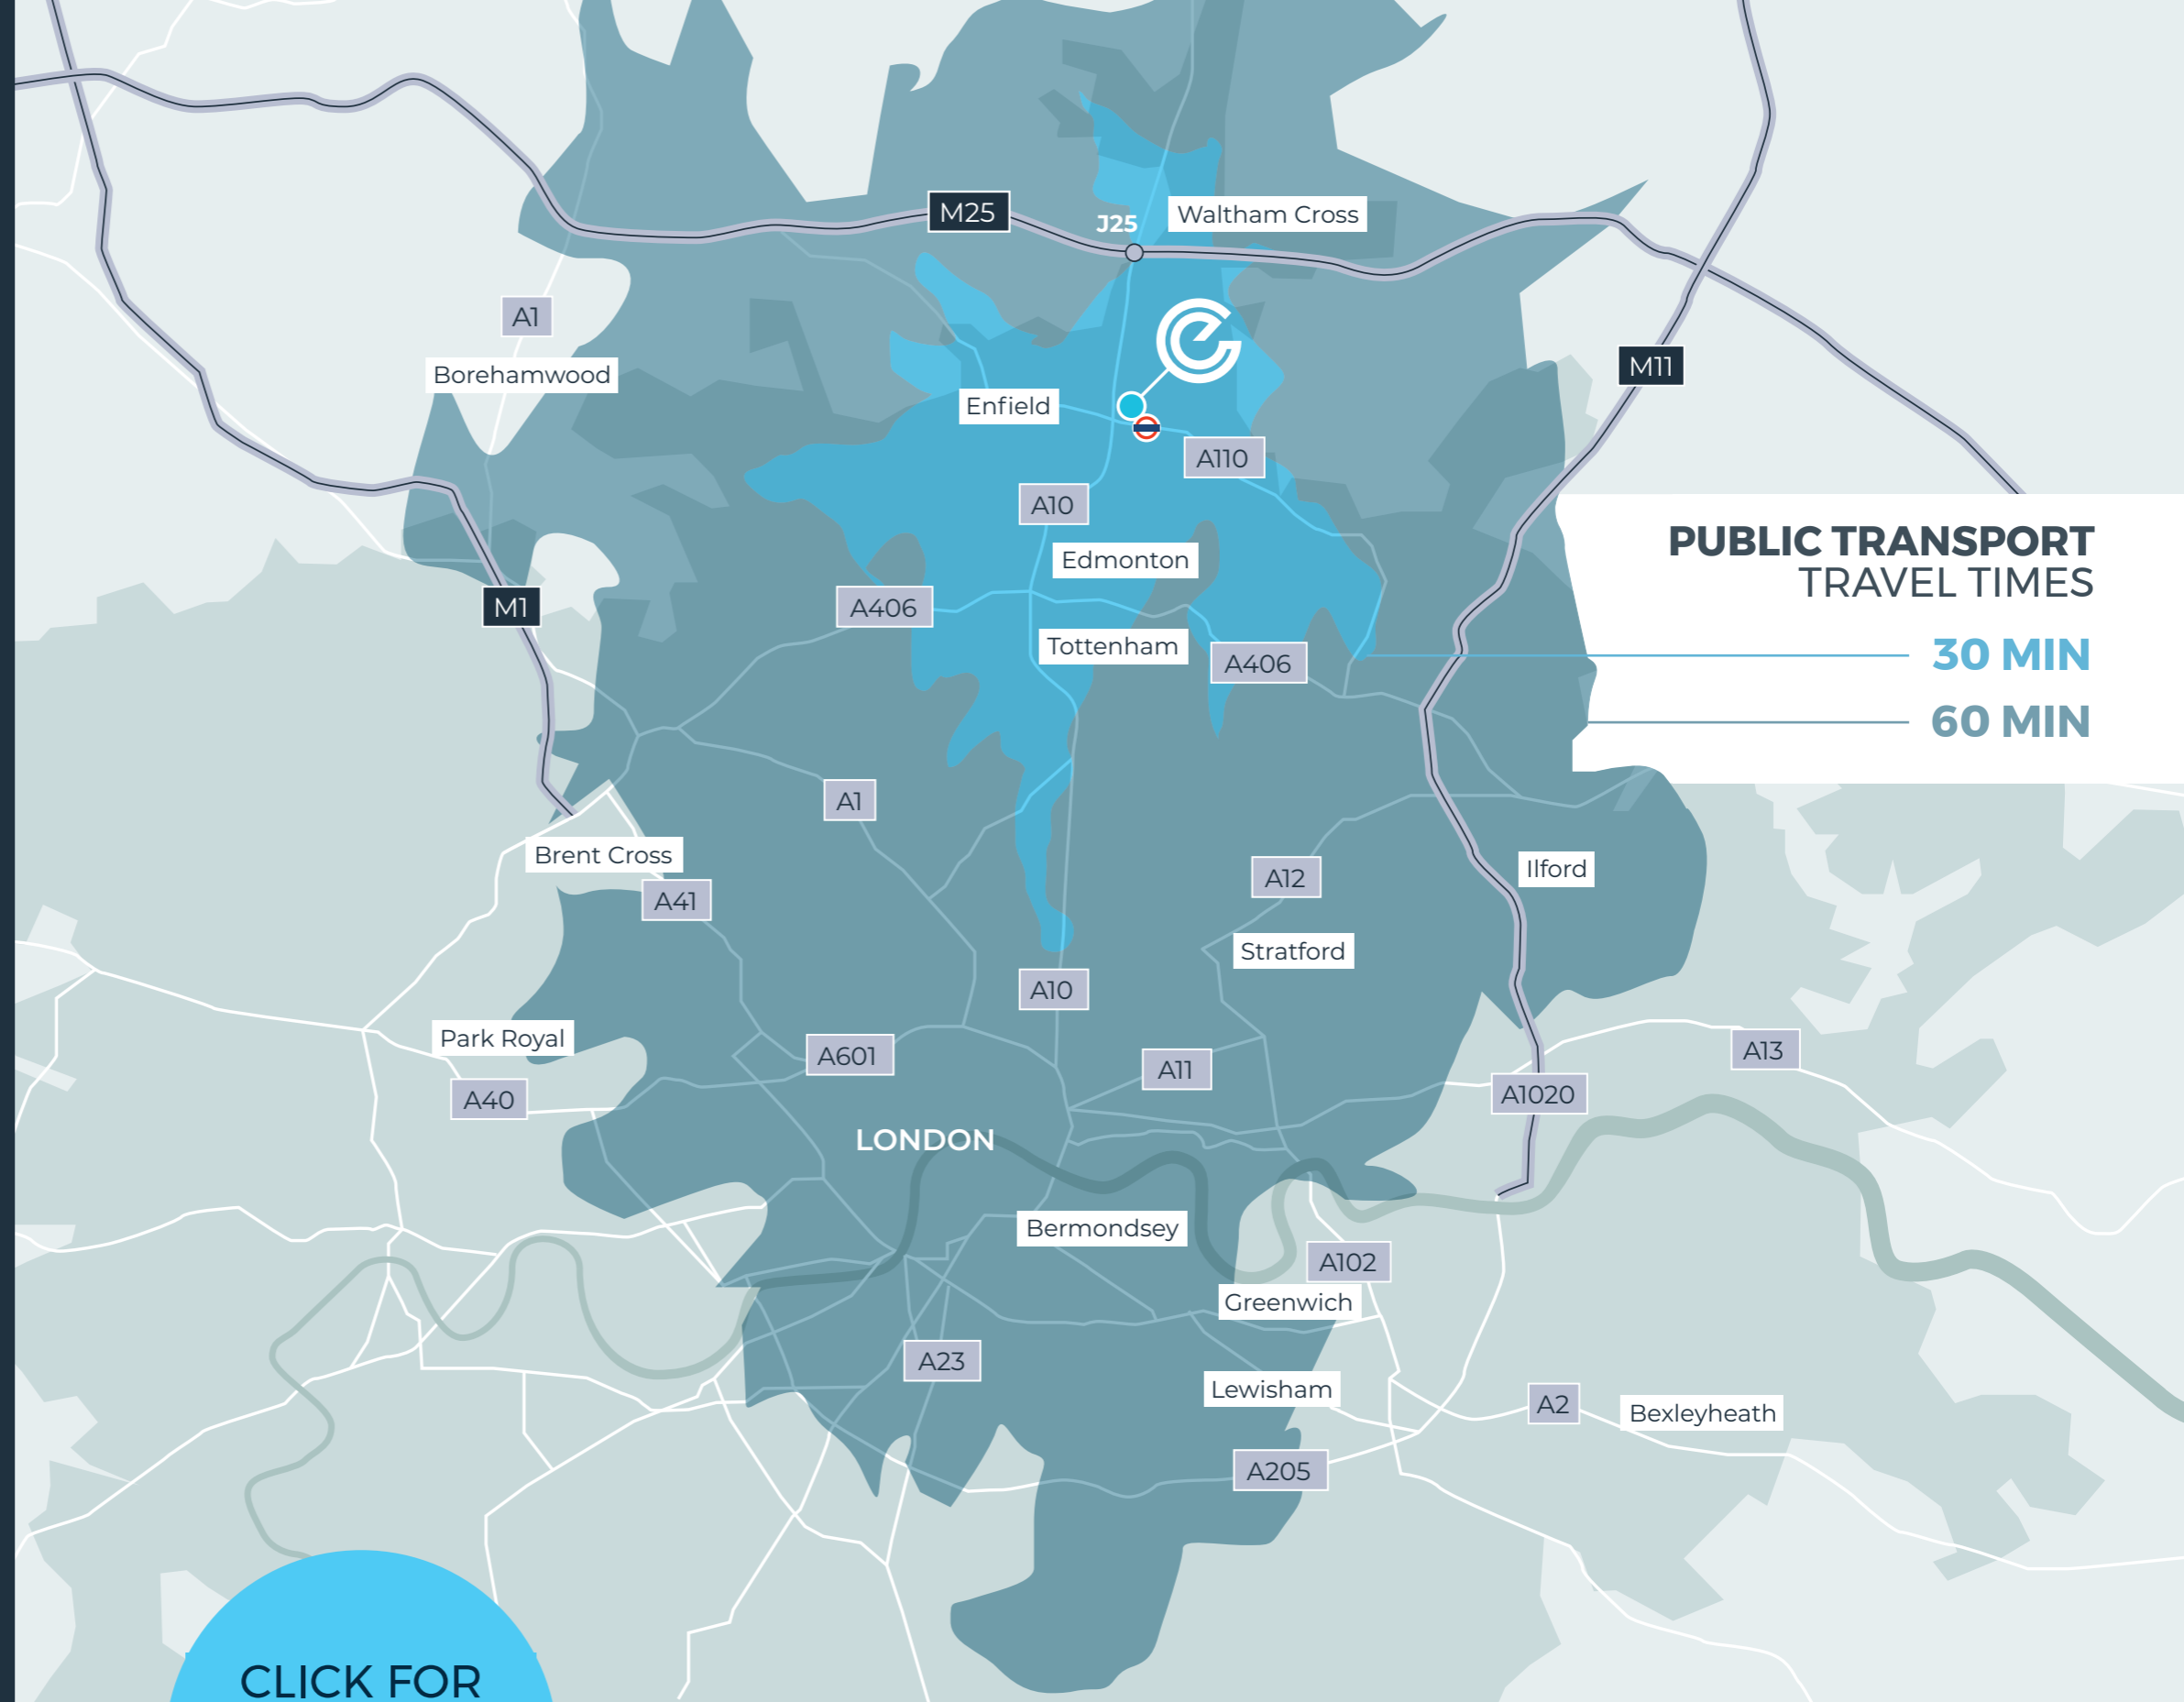 M25
J25
Waltham Cross
A1
Borehamwood
M11
Enfield
A110
A10
PUBLIC TRANSPORT
TRAVEL TIMES
Edmonton
M1
A406
Tottenham
A406
30 MIN
60 MIN
A1
Brent Cross
A12
Ilford
A41
Stratford
A10
Park Royal
A601
A11
A13
A40
A1020
LONDON
Bermondsey
A102
Greenwich
A23
Lewisham
A2
Bexleyheath
A205
CLICK FOR